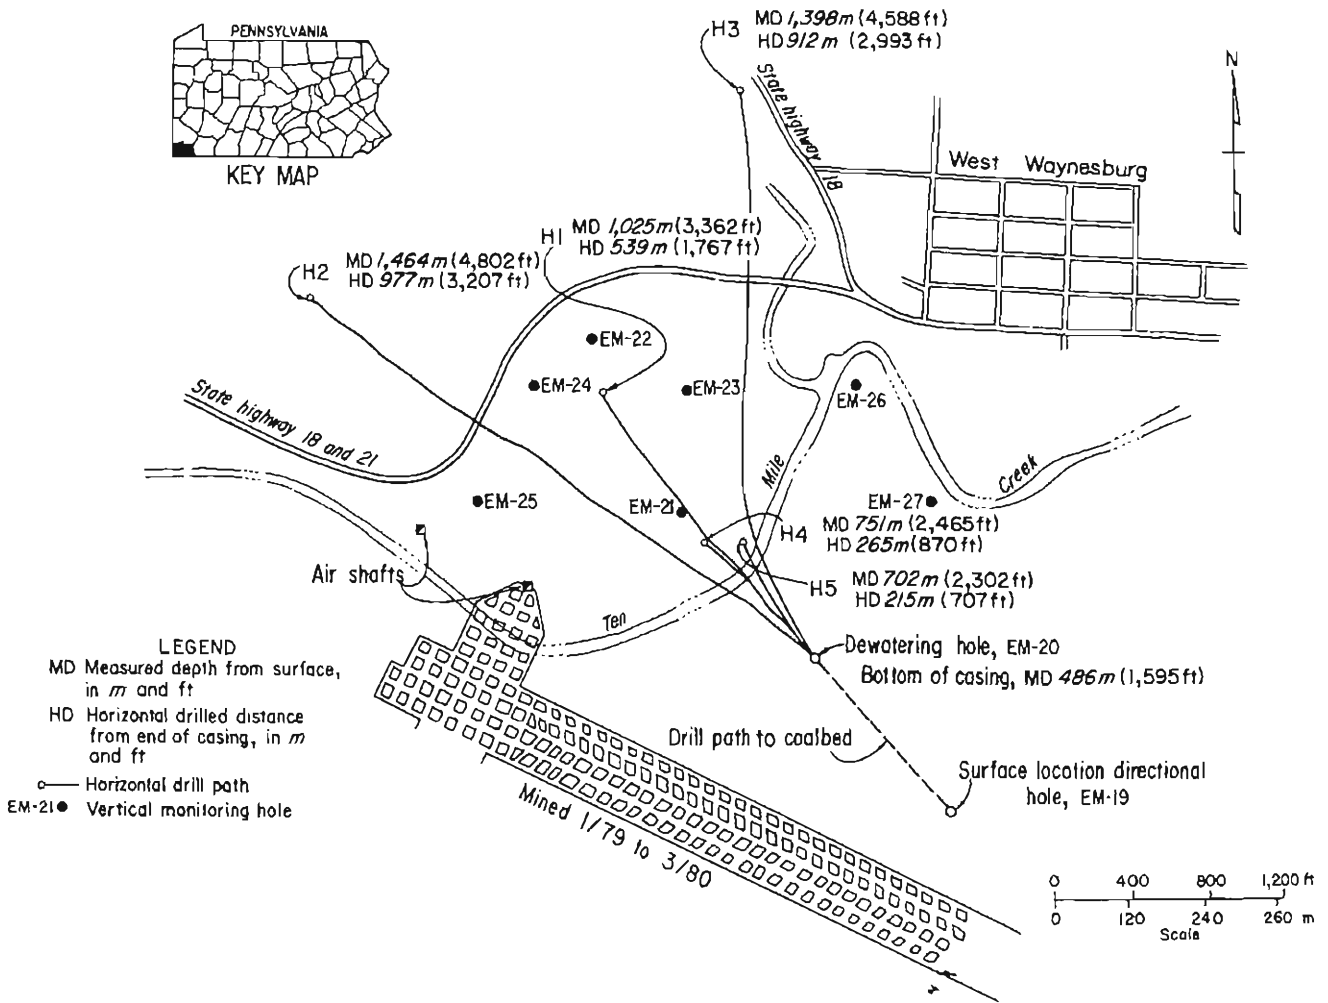 PENNSYLVANIA
KEY MAP
H3
MD 1,398m (4,588 ft)
HD 912 m (2,993 ft)
N
State highway 18
West Waynesburg
H1
MD 1,025m (3,362 ft)
HD 539m (1,767 ft)
H2
MD 1,464m (4,802 ft)
HD 977m (3,207 ft)
EM-22
EM-24
EM-23
EM-26
State highway 18 and 21
Ten Mile Creek
EM-25
EM-21
EM-27
H4
MD 751m (2,465 ft)
HD 265m (870 ft)
H5
MD 702m (2,302 ft)
HD 215m (707 ft)
Air shafts
Dewatering hole, EM-20
Bottom of casing, MD 486m (1,595 ft)
Drill path to coalbed
Surface location directional
hole, EM-19
Mined 1/79 to 3/80
LEGEND
MD Measured depth from surface,
in m and ft
HD Horizontal drilled distance
from end of casing, in m
and ft
Horizontal drill path
EM-21 Vertical monitoring hole
0 400 800 1,200 ft
0 120 240 260 m
Scale